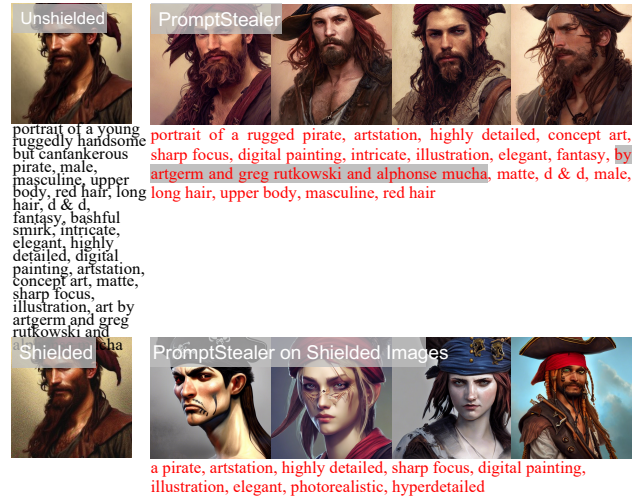 Unshielded
PromptStealer
portrait of a young
ruggedly handsome
but cantankerous
pirate, male,
masculine, upper
body, red hair, long
hair, d & d,
fantasy, bashful
smirk, intricate,
elegant, highly
detailed, digital
painting, artstation,
concept art, matte,
sharp focus,
illustration, art by
artgerm and greg
rutkowski and
portrait of a rugged pirate, artstation, highly detailed, concept art,
sharp focus, digital painting, intricate, illustration, elegant, fantasy, by
artgerm and greg rutkowski and alphonse mucha, matte, d & d, male,
long hair, upper body, masculine, red hair
Shielded
PromptStealer on Shielded Images
a pirate, artstation, highly detailed, sharp focus, digital painting,
illustration, elegant, photorealistic, hyperdetailed